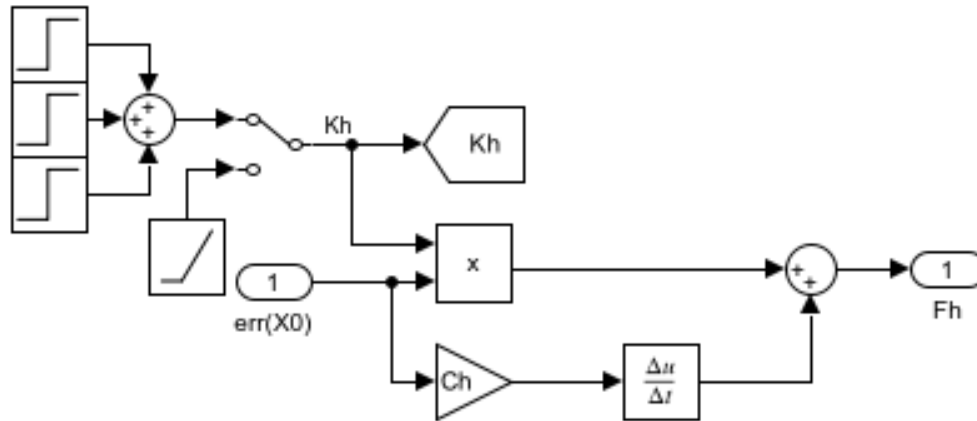 +
+
+
Kh
Kh
x
1
err(X0)
+
+
1
Fh
Ch
Δu
Δt